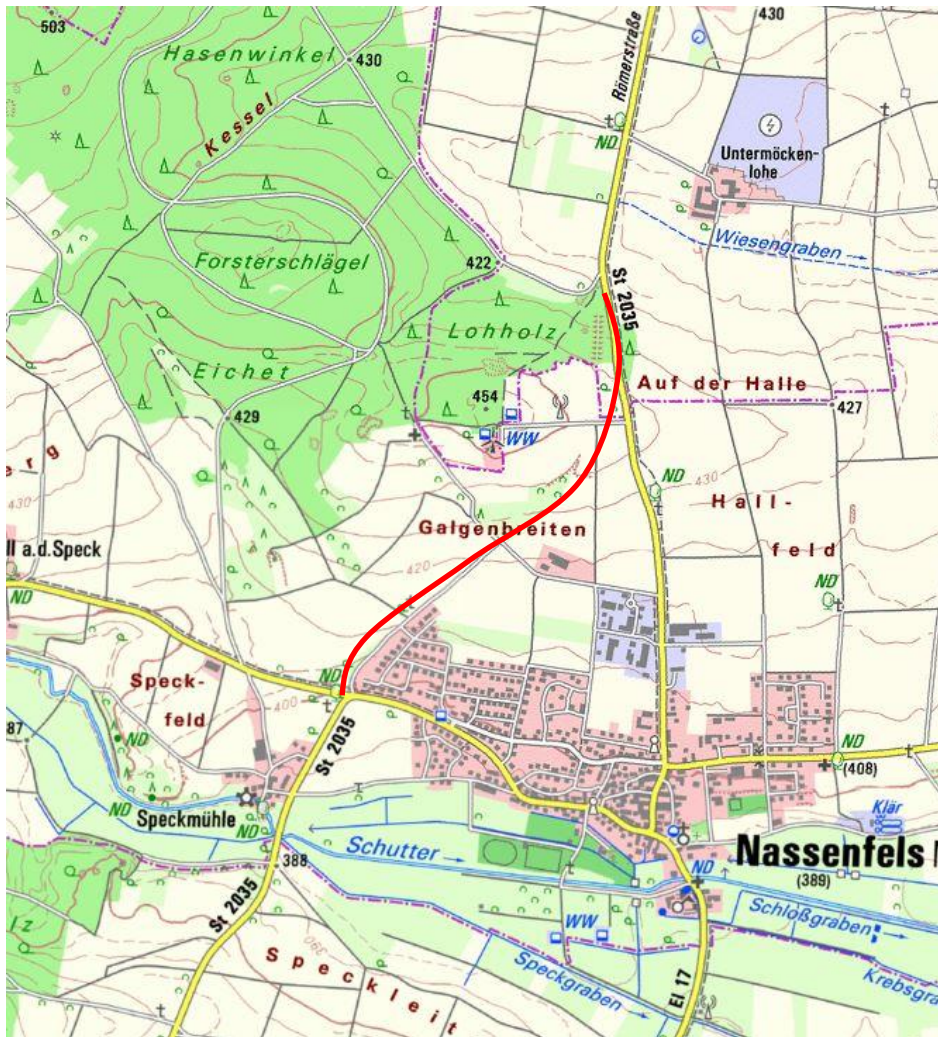 503
430
Hasenwinkel
430
Römerstraße
Kessel
ND
Untermöcken-
lohe
Forsterschlägel
422
Wiesengraben
St 2035
Lohholz
Eichet
429
454
WW
Auf der Halle
427
erg
430
ND
430
Hall-
feld
Galgenbreiten
420
ll a.d.Speck
ND
ND
ND
Speck-
feld
400
St 2035
87
ND
ND
(408)
ND
Speckmühle
ND
Klär
Schutter
Nassenfels
(389)
388
ND
St 2035
lz
390
Speckleit
WW
Speckgraben
Schloßgraben
Krebsgra
EI 17